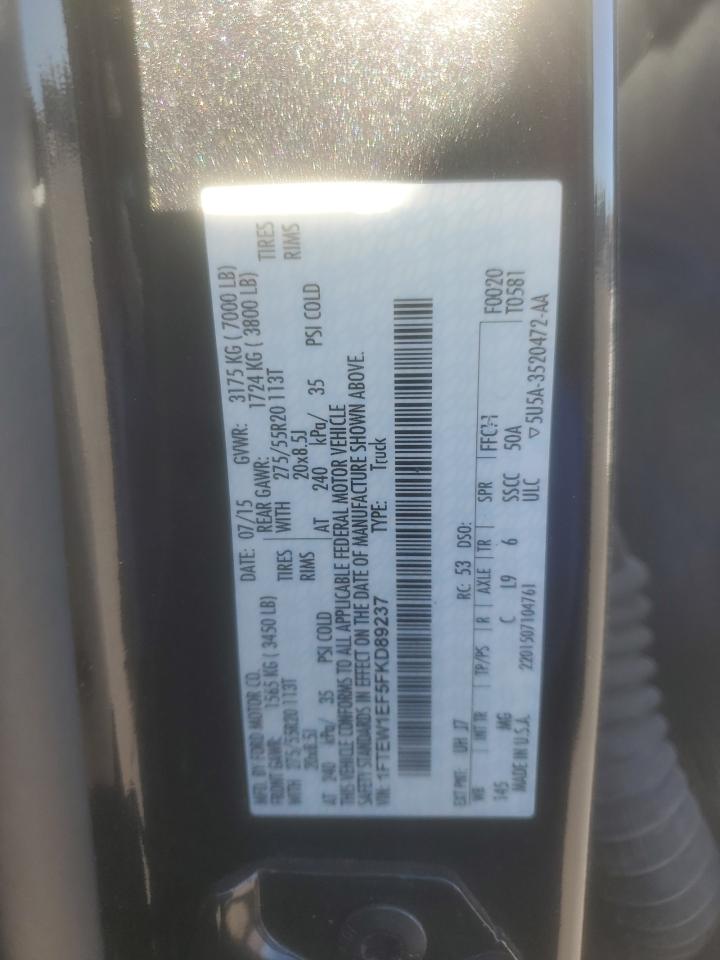 MFD. BY FORD MOTOR CO. DATE: 07/15 GVWR: 3175 KG ( 7000 LB)
FRONT GAWR: 1565 KG ( 3450 LB) REAR GAWR: 1724 KG ( 3800 LB)
WITH 275/55R20 113T TIRES WITH 275/55R20 113T TIRES
20x8.5J RIMS 20x8.5J RIMS
AT 240 kPa/ 35 PSI COLD AT 240 kPa/ 35 PSI COLD
THIS VEHICLE CONFORMS TO ALL APPLICABLE FEDERAL MOTOR VEHICLE
SAFETY STANDARDS IN EFFECT ON THE DATE OF MANUFACTURE SHOWN ABOVE.
VIN: 1FTEW1EF5FKD89237 TYPE: Truck
EXT PNT: UH J7 RC: 53 DSO: F0020
WB INT TR TP/PS R AXLE TR SPR T0581
145 MG C L9 6 SSCC 50A
MADE IN U.S.A. 2201507104761 ULC ▽5U5A-3520472-AA